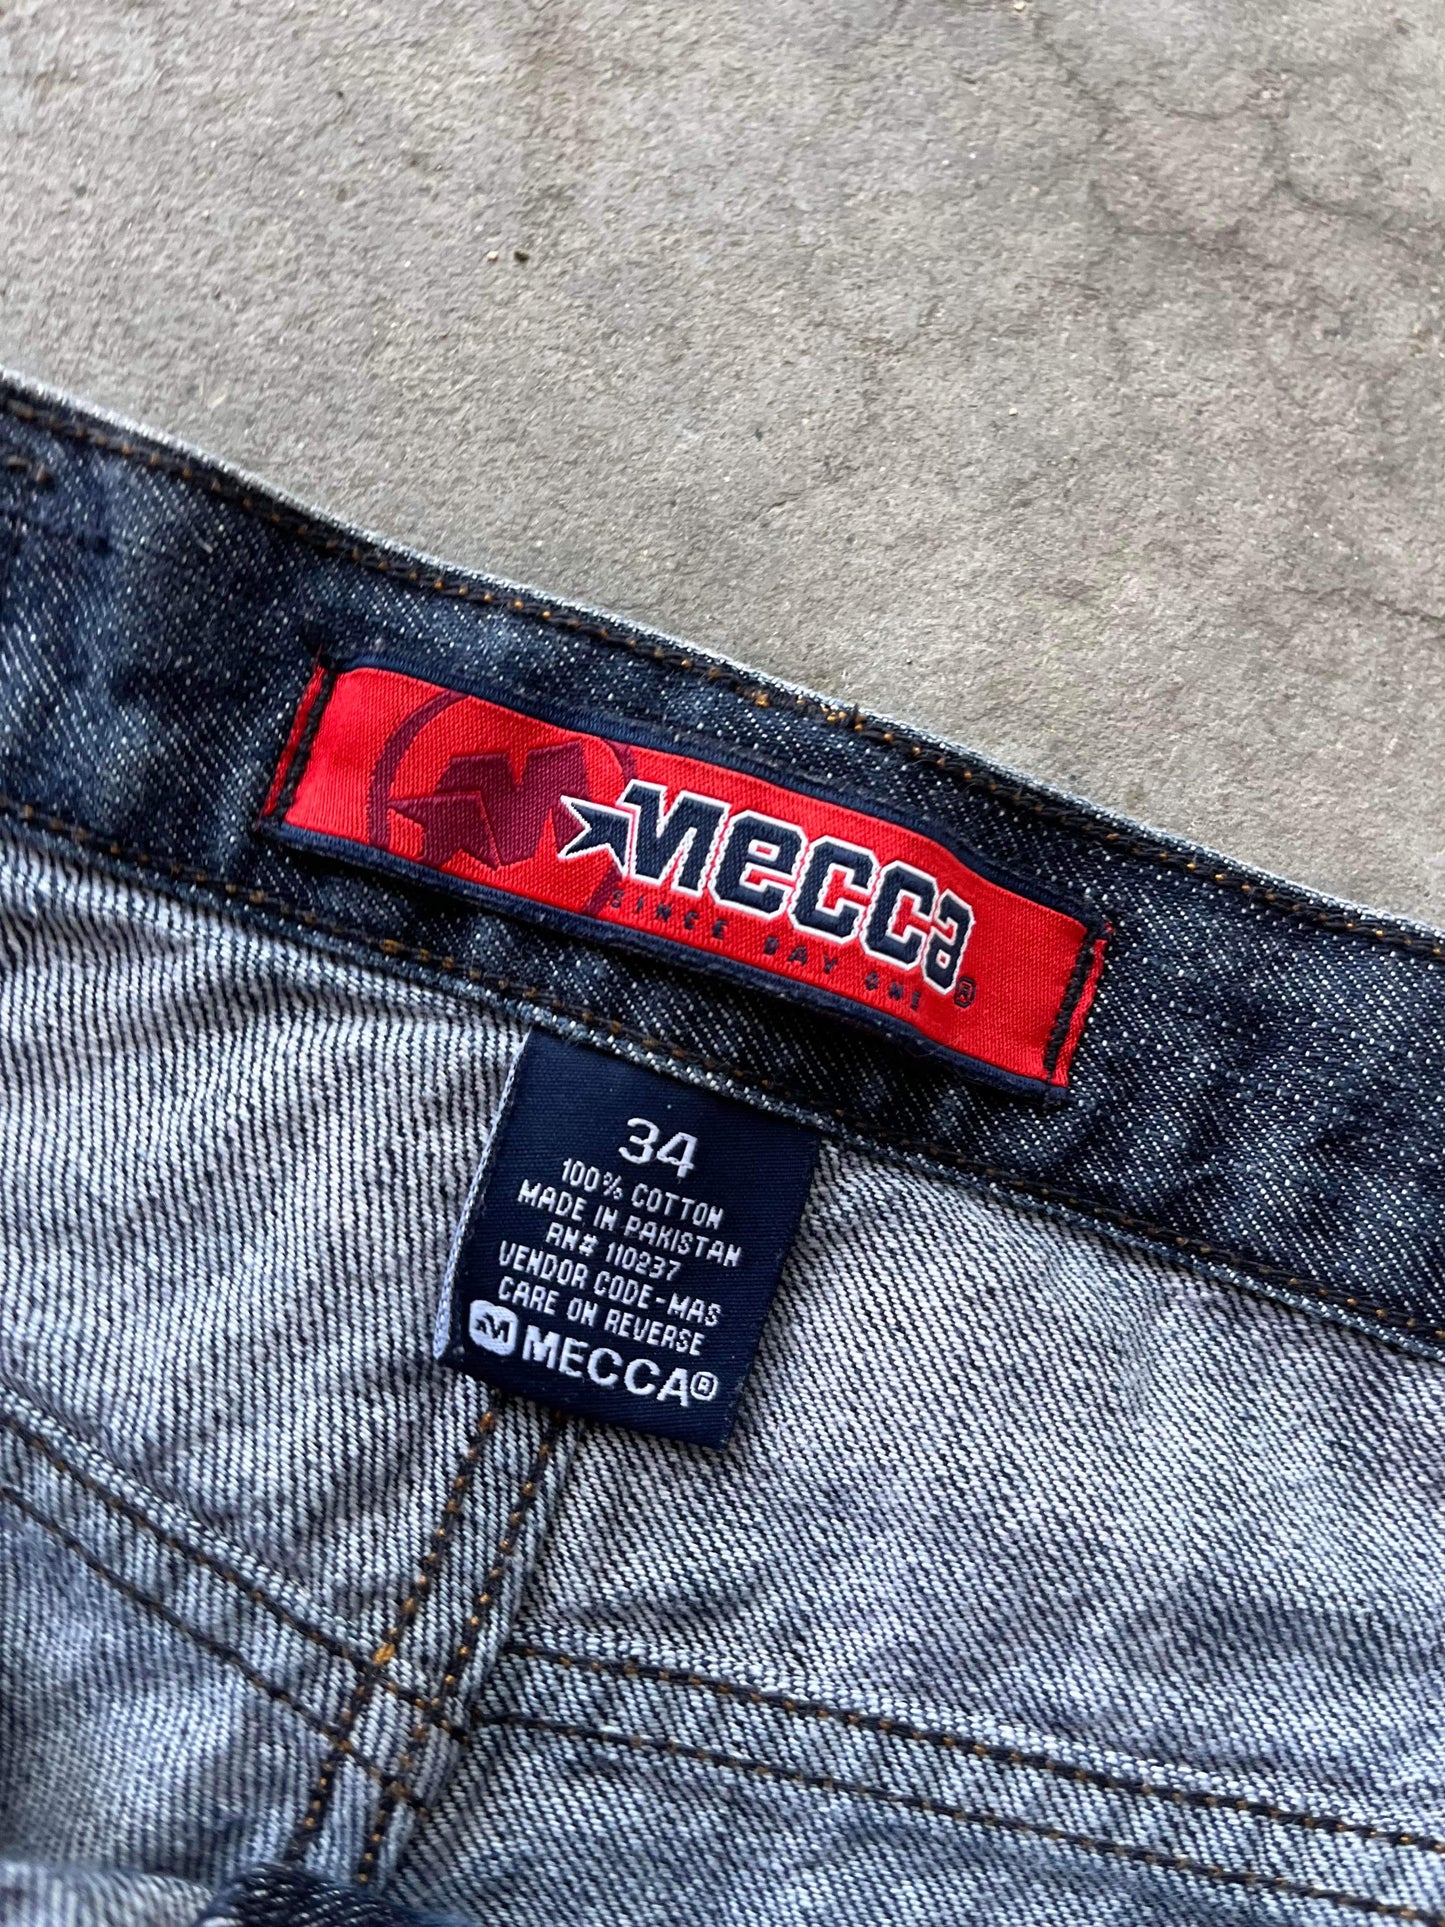 Mecca®
SINCE DAY ONE
34
100% COTTON
MADE IN PAKISTAN
RN# 110237
VENDOR CODE-MAS
CARE ON REVERSE
M MECCA®